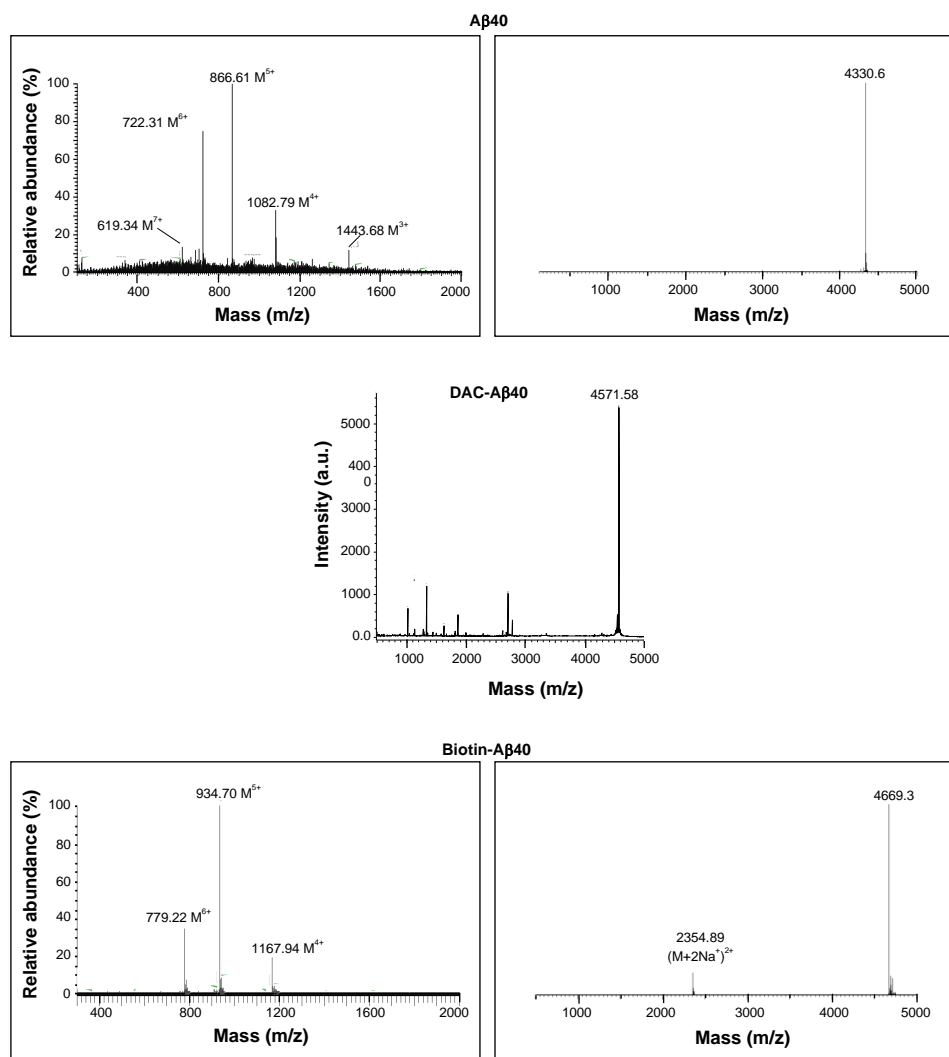 Aβ40
Relative abundance (%)
100
80
60
40
20
0
866.61 M5+
722.31 M6+
1082.79 M4+
619.34 M7+
1443.68 M3+
400 800 1200 1600 2000
Mass (m/z)
4330.6
1000 2000 3000 4000 5000
Mass (m/z)
DAC-Aβ40
4571.58
Intensity (a.u.)
5000
400
0
3000
2000
1000
0.0
1000 2000 3000 4000 5000
Mass (m/z)
Biotin-Aβ40
Relative abundance (%)
100
80
60
40
20
0
934.70 M5+
779.22 M6+
1167.94 M4+
400 800 1200 1600 2000
Mass (m/z)
4669.3
2354.89
(M+2Na+)2+
1000 2000 3000 4000 5000
Mass (m/z)